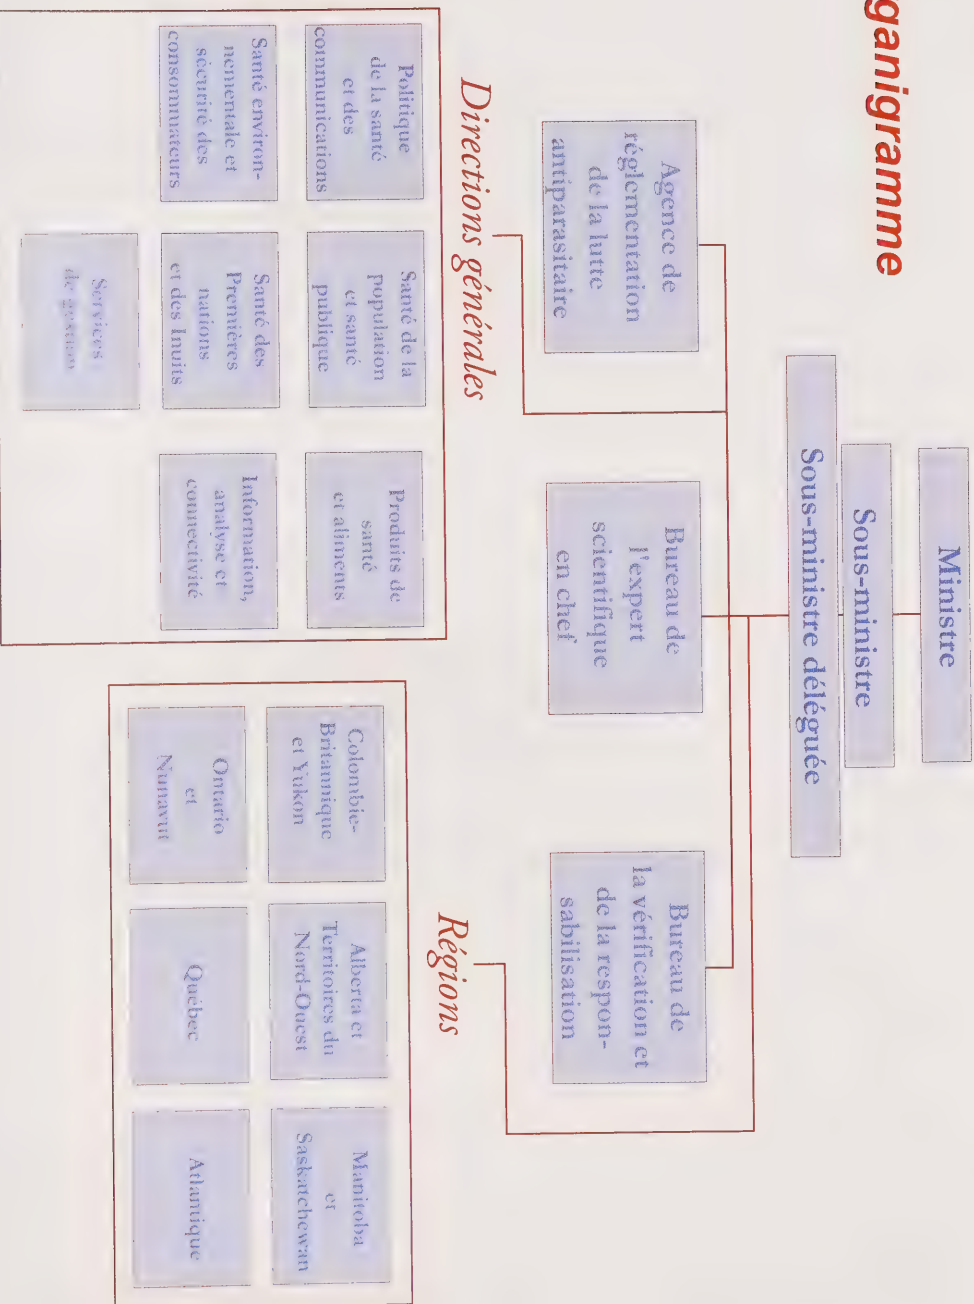 ganigramme
Ministre
Sous-ministre
Sous-ministre déléguée
Agence de
réglementation
de la lutte
antiparasitaire
Bureau de
l'expert
scientifique
en chef
Bureau de
la vérification et
de la respon-
sabilisation
Directions générales
Politique
de la santé
et des
communications
Santé de la
population
et santé
publique
Produits de
santé
et aliments
Santé environ-
nementale et
sécurité des
consommateurs
Santé des
Premières
nations
et des Inuits
Information,
analyse et
connectivité
Services
de gestion
Régions
Colombie-
Britannique
et Yukon
Alberta et
Territoires du
Nord-Ouest
Manitoba
et
Saskatchewan
Ontario
et
Nunavut
Québec
Atlantique